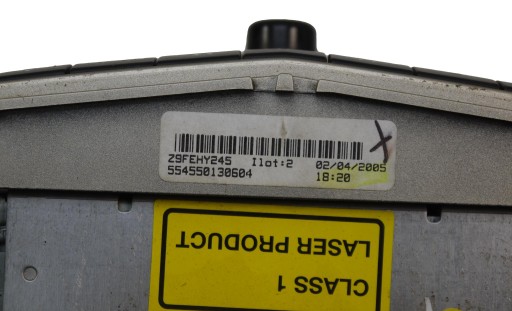 Z9FEHY245 Ilot:2 02/04/2005
554550130604 18:20
X
CLASS 1
LASER PRODUCT